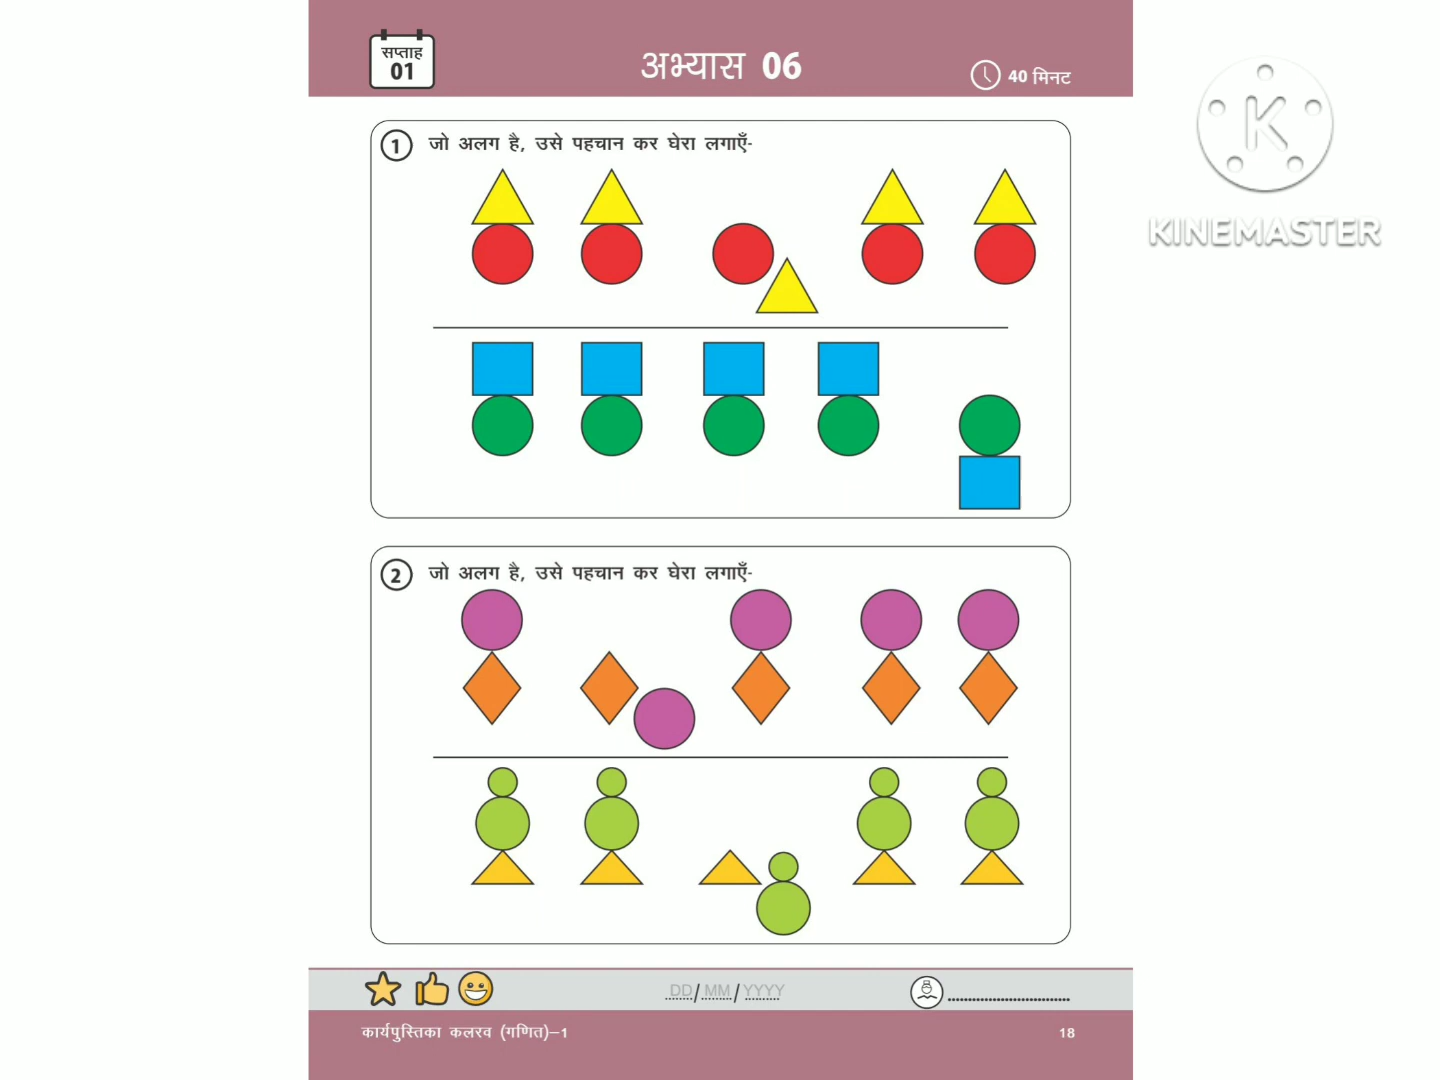 सप्ताह
01
अभ्यास 06
40 मिनट
KINEMASTER
1 जो अलग है, उसे पहचान कर घेरा लगाएँ-
2 जो अलग है, उसे पहचान कर घेरा लगाएँ-
DD/MM/YYYY
कार्यपुस्तिका कलरव (गणित)–1
18